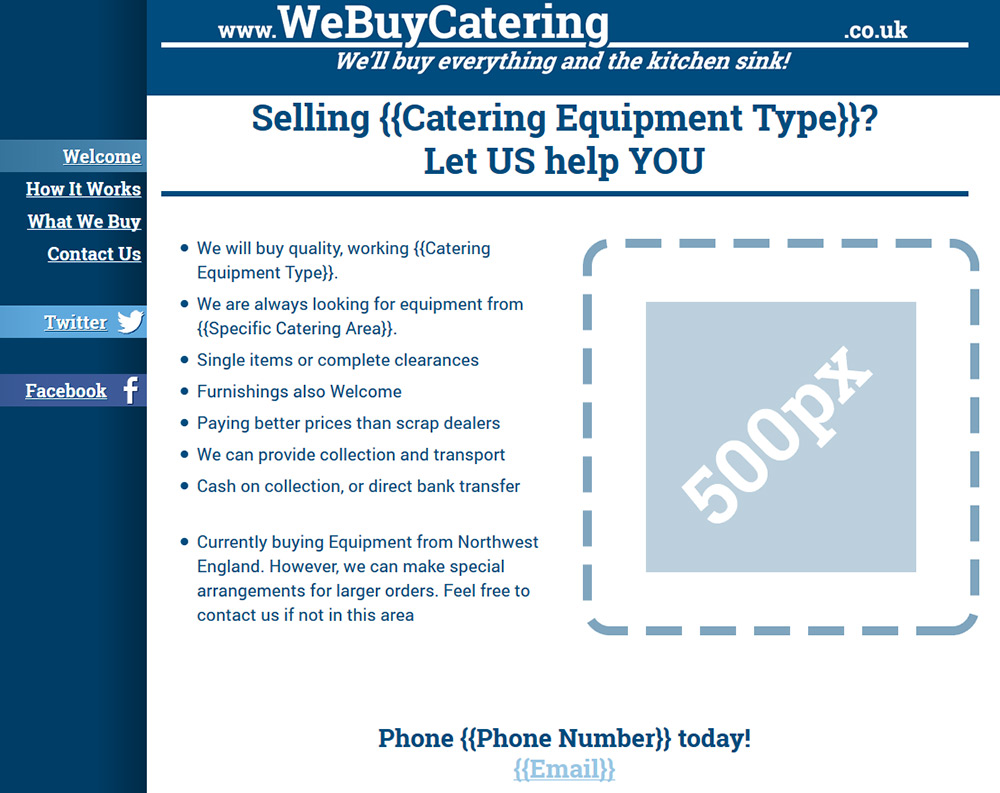 www.WeBuyCatering.co.uk
We'll buy everything and the kitchen sink!
Welcome
How It Works
What We Buy
Contact Us
Twitter
Facebook
Selling {{Catering Equipment Type}}?
Let US help YOU
We will buy quality, working {{Catering
Equipment Type}}.
We are always looking for equipment from
{{Specific Catering Area}}.
Single items or complete clearances
Furnishings also Welcome
Paying better prices than scrap dealers
We can provide collection and transport
Cash on collection, or direct bank transfer
Currently buying Equipment from Northwest
England. However, we can make special
arrangements for larger orders. Feel free to
contact us if not in this area
500px
Phone {{Phone Number}} today!
{{Email}}